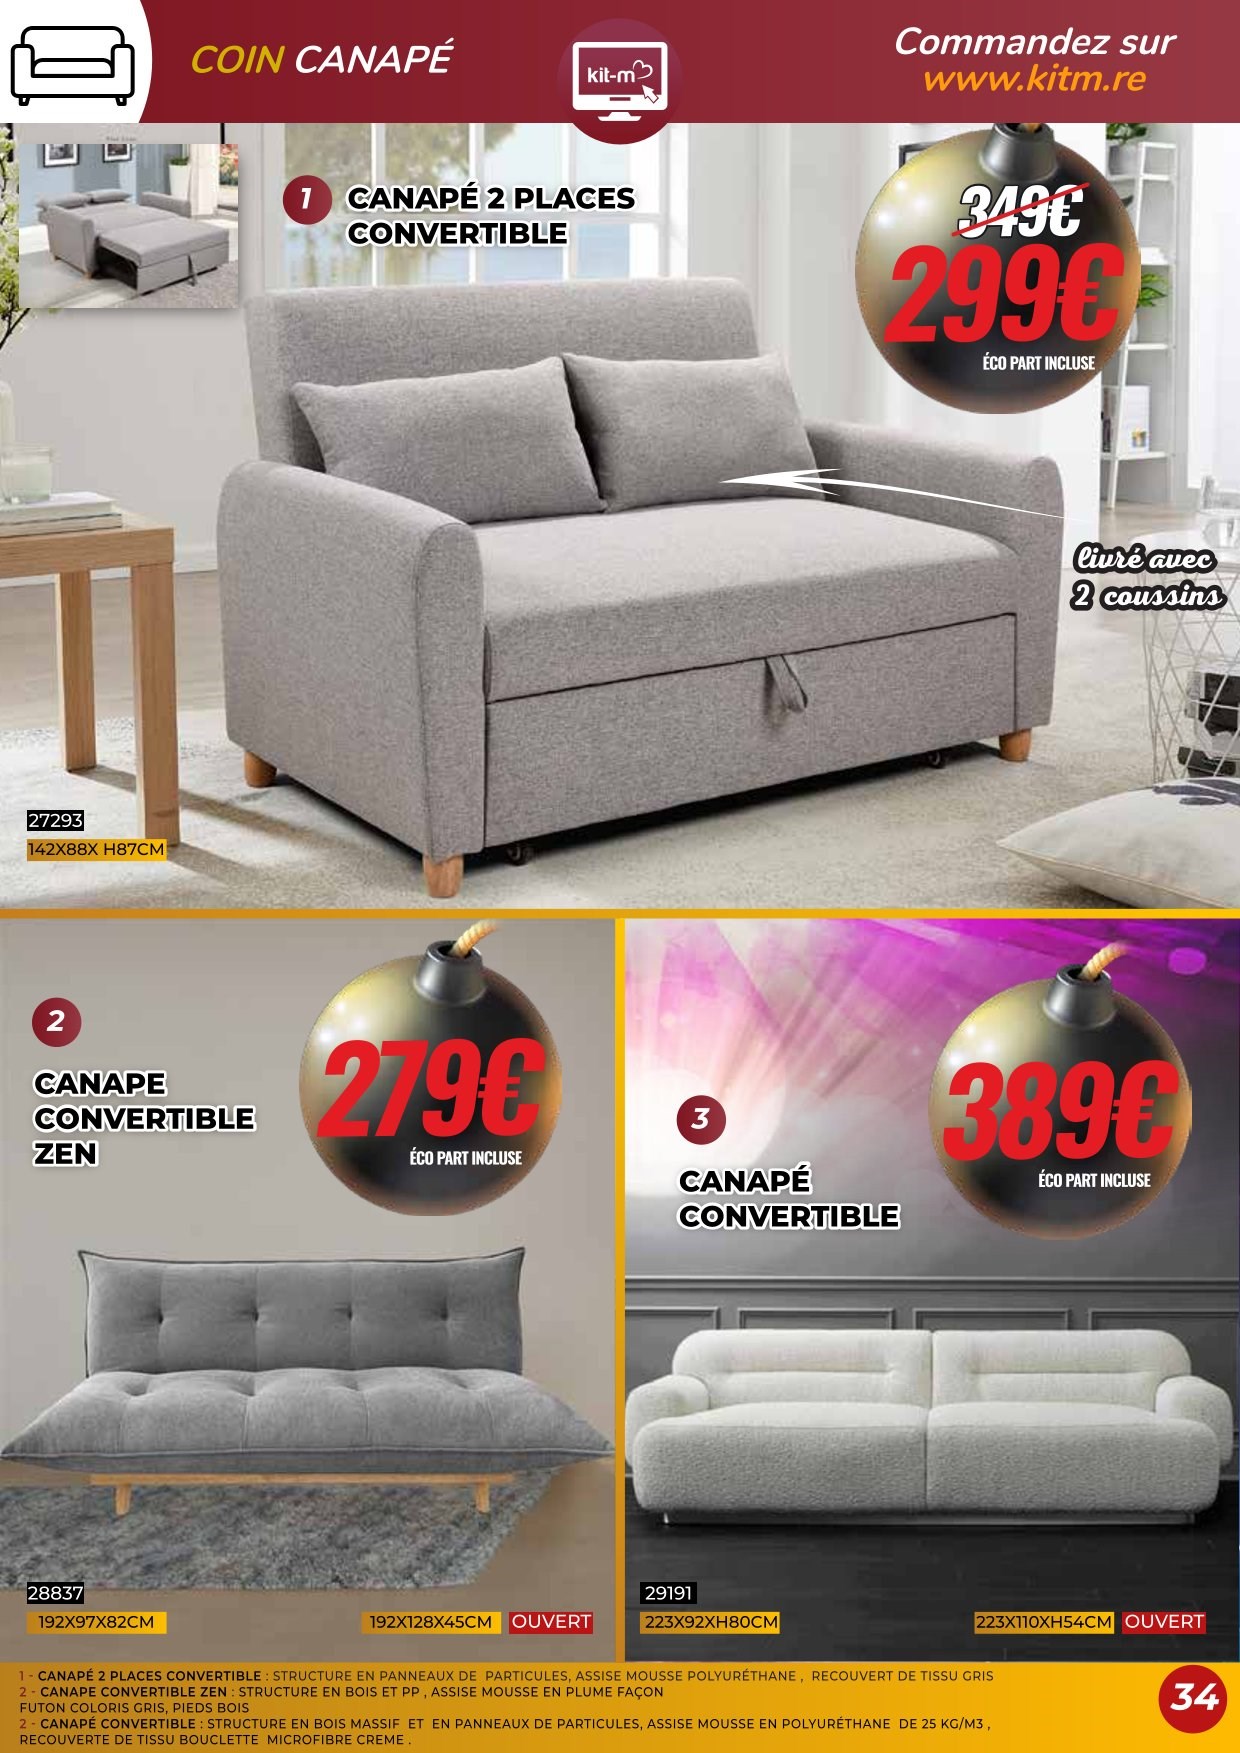 COIN CANAPÉ
kit-m
Commandez sur
www.kitm.re
1
CANAPÉ 2 PLACES
CONVERTIBLE
349€
299€
ÉCO PART INCLUSE
livré avec
2 coussins
27293
142X88X H87CM
2
CANAPE
CONVERTIBLE
ZEN
279€
ÉCO PART INCLUSE
28837
192X97X82CM
192X128X45CM OUVERT
3
CANAPÉ
CONVERTIBLE
389€
ÉCO PART INCLUSE
29191
223X92XH80CM
223X110XH54CM OUVERT
1 - CANAPÉ 2 PLACES CONVERTIBLE : STRUCTURE EN PANNEAUX DE PARTICULES, ASSISE MOUSSE POLYURÉTHANE , RECOUVERT DE TISSU GRIS
2 - CANAPE CONVERTIBLE ZEN : STRUCTURE EN BOIS ET PP , ASSISE MOUSSE EN PLUME FAÇON
FUTON COLORIS GRIS, PIEDS BOIS
2 - CANAPÉ CONVERTIBLE : STRUCTURE EN BOIS MASSIF ET EN PANNEAUX DE PARTICULES, ASSISE MOUSSE EN POLYURÉTHANE DE 25 KG/M3 ,
RECOUVERTE DE TISSU BOUCLETTE MICROFIBRE CREME .
34